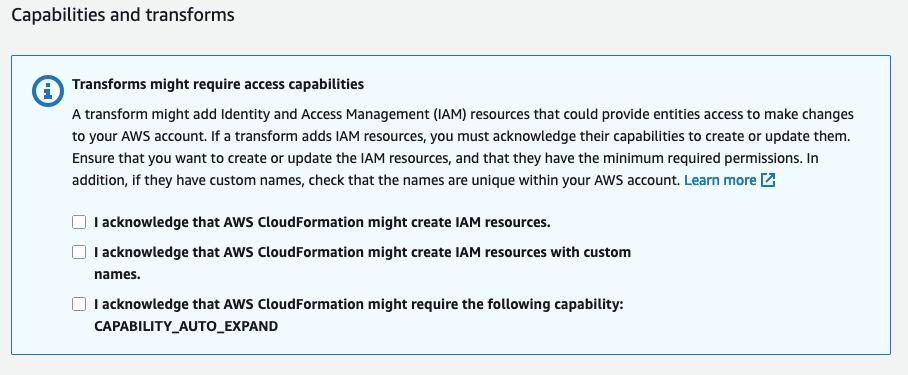 Capabilities and transforms
Transforms might require access capabilities
A transform might add Identity and Access Management (IAM) resources that could provide entities access to make changes
to your AWS account. If a transform adds IAM resources, you must acknowledge their capabilities to create or update them.
Ensure that you want to create or update the IAM resources, and that they have the minimum required permissions. In
addition, if they have custom names, check that the names are unique within your AWS account. Learn more
I acknowledge that AWS CloudFormation might create IAM resources.
I acknowledge that AWS CloudFormation might create IAM resources with custom
names.
I acknowledge that AWS CloudFormation might require the following capability:
CAPABILITY_AUTO_EXPAND